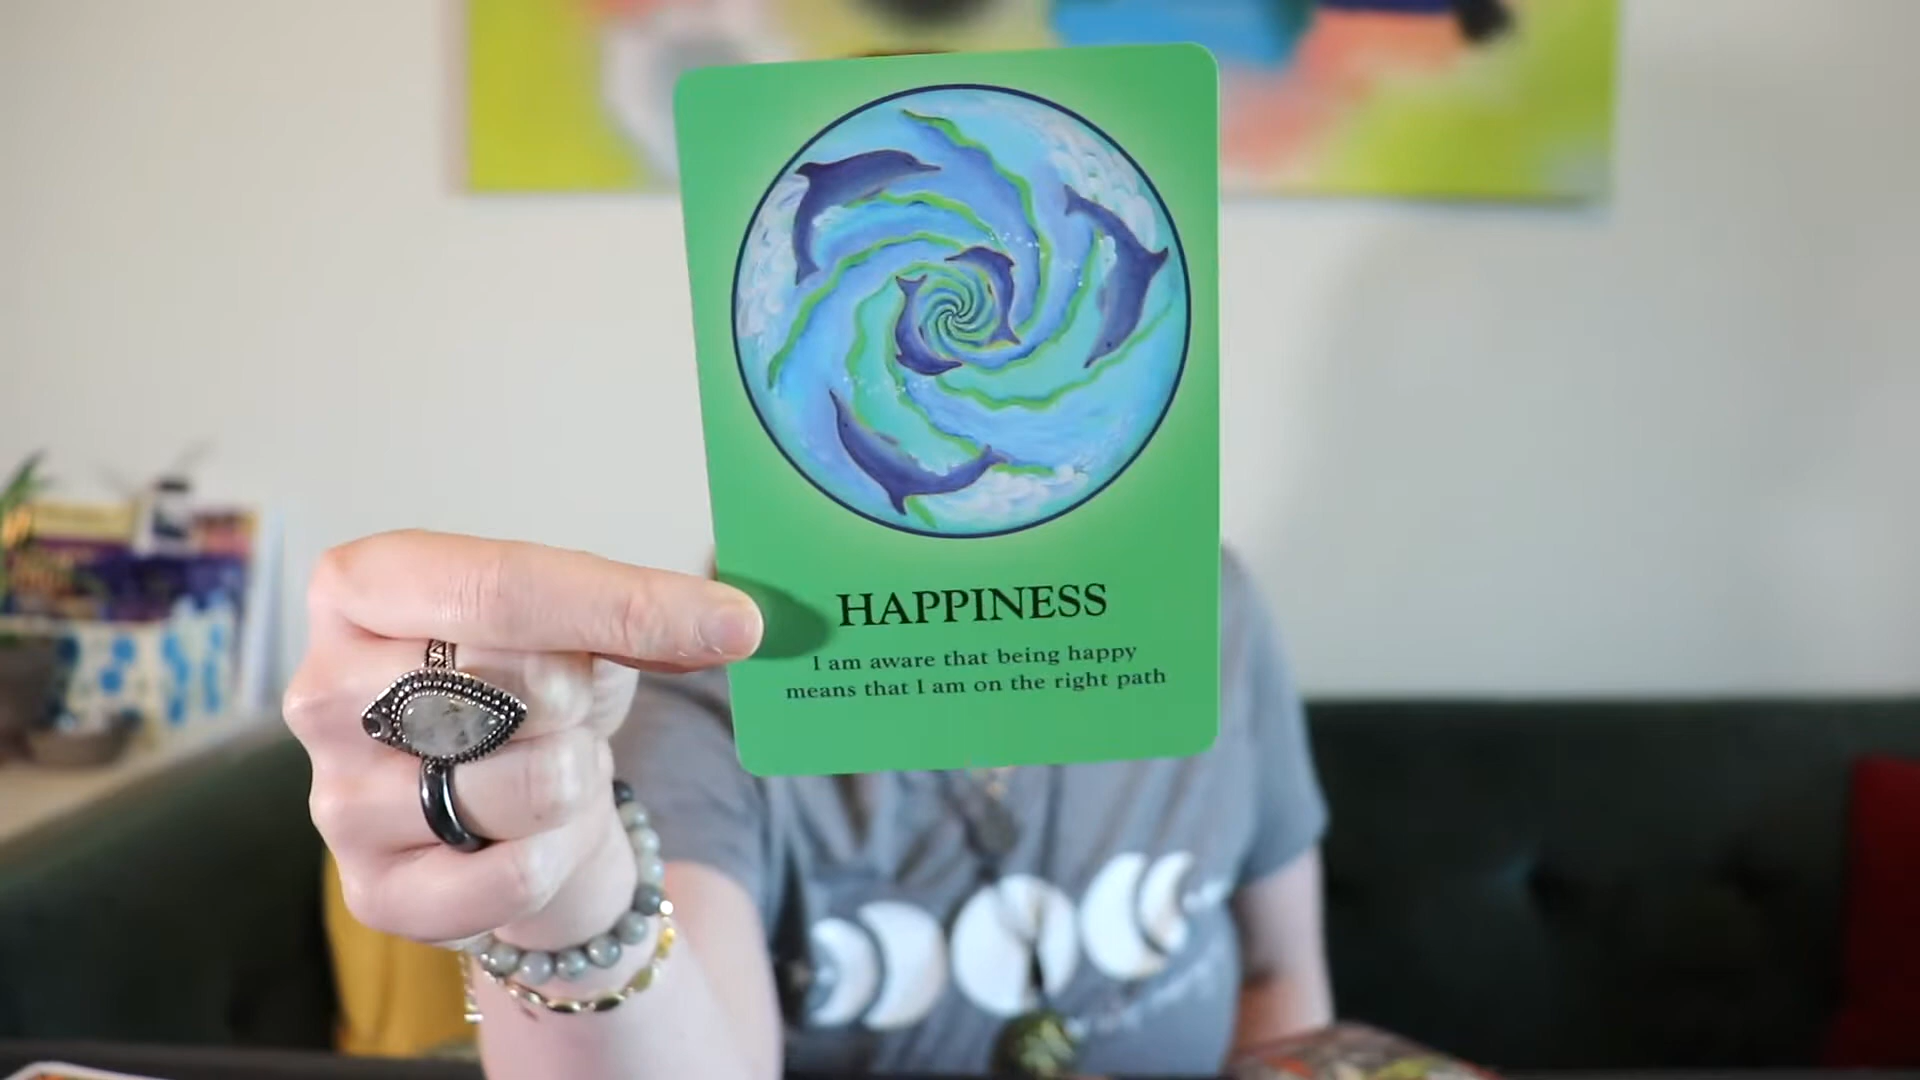 HAPPINESS
I am aware that being happy
means that I am on the right path